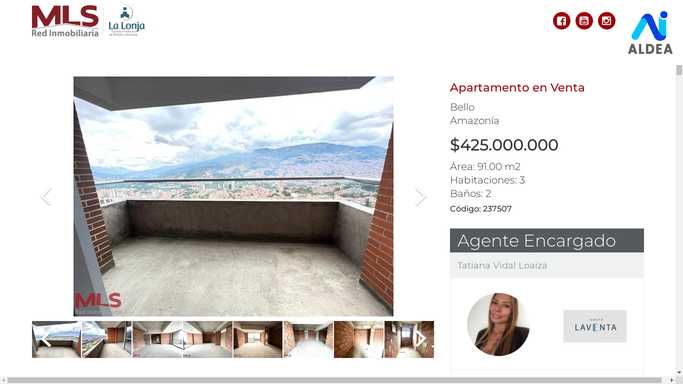 MLS
Red Inmobiliaria
La Lonja
ALDEA
Apartamento en Venta
Bello
Amazonía
$425.000.000
Área: 91.00 m2
Habitaciones: 3
Baños: 2
Código: 237507
Agente Encargado
Tatiana Vidal Loaiza
LAVENTA
MLS